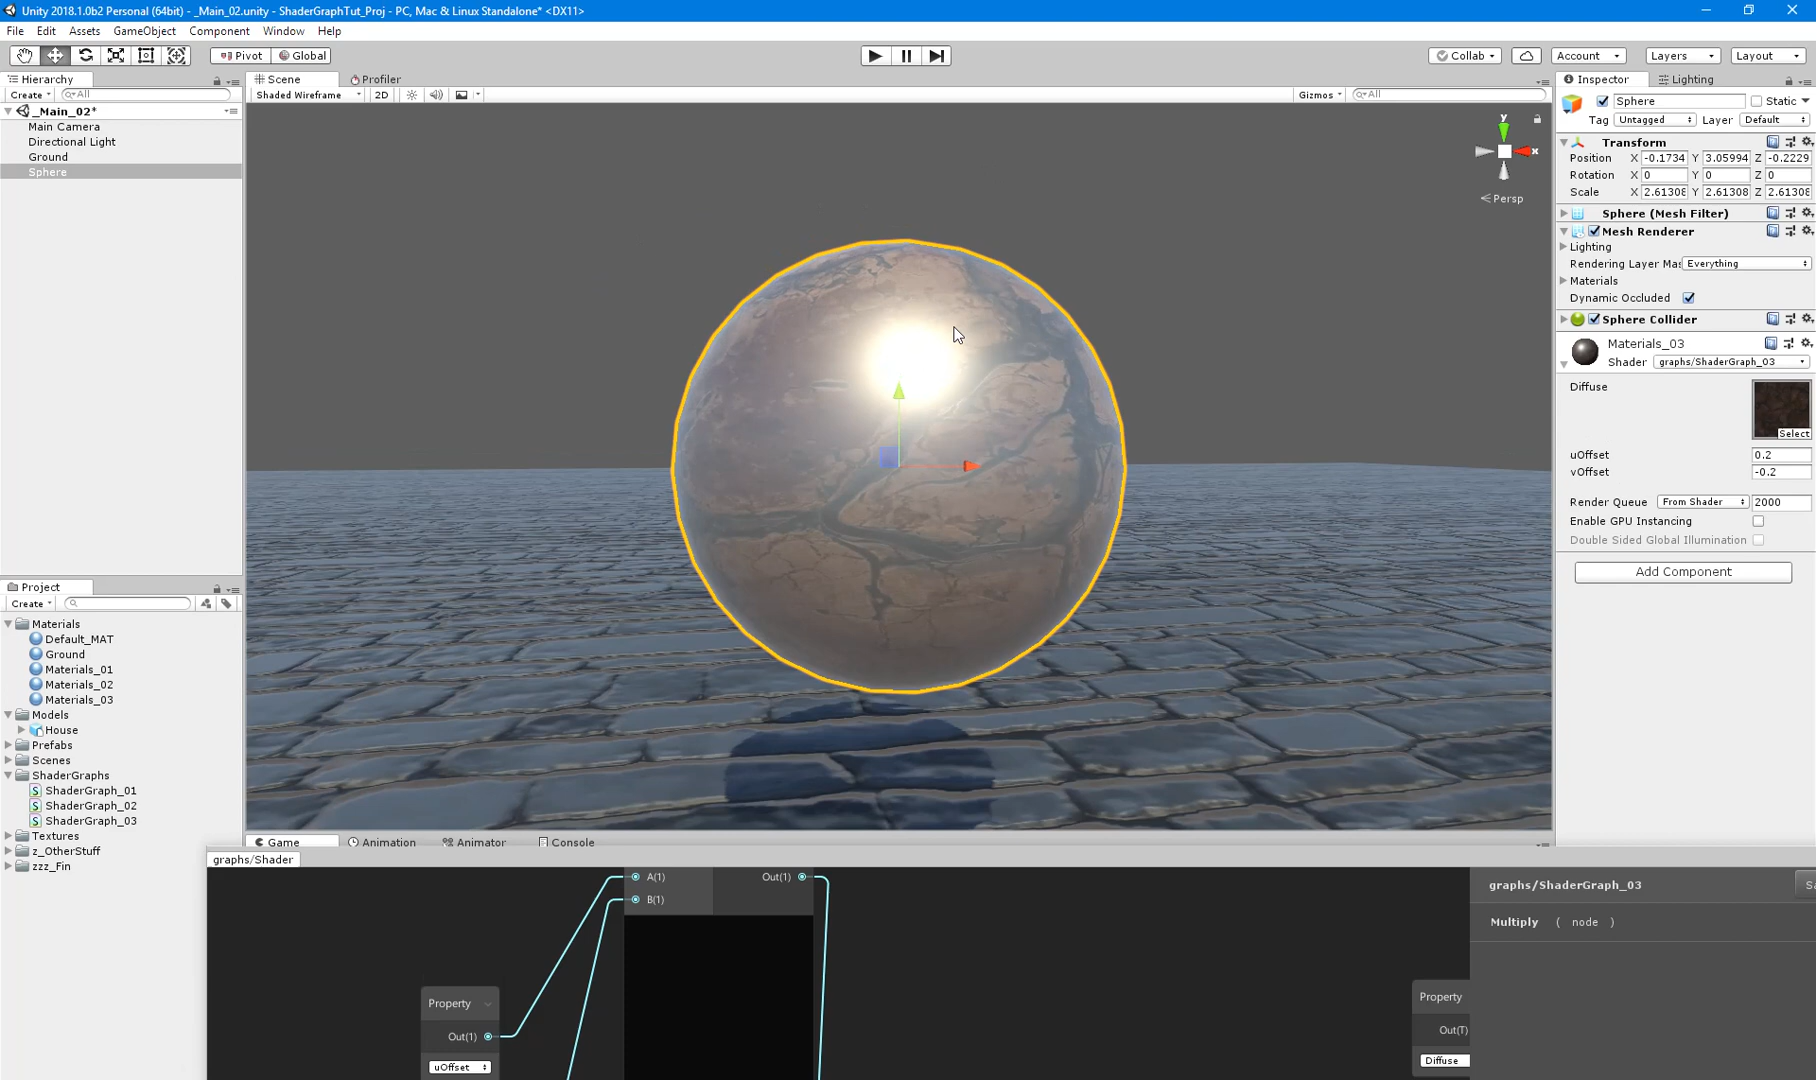 Unity 2018.1.0b2 Personal (64bit) - _Main_02.unity - ShaderGraphTut_Proj - PC, Mac & Linux Standalone* <DX11>
File Edit Assets GameObject Component Window Help
Pivot Global Collab Account Layers Layout
Hierarchy
Create All
_Main_02*
Main Camera
Directional Light
Ground
Sphere
Scene Profiler
Shaded Wireframe 2D Gizmos All
y
x
Persp
Inspector Lighting
Sphere Static
Tag Untagged Layer Default
Transform
Position X -0.1734 Y 3.05994 Z -0.2229
Rotation X 0 Y 0 Z 0
Scale X 2.61308 Y 2.61308 Z 2.61308
Sphere (Mesh Filter)
Mesh Renderer
Lighting
Rendering Layer Mas Everything
Materials
Dynamic Occluded
Sphere Collider
Materials_03
Shader graphs/ShaderGraph_03
Diffuse
Select
uOffset 0.2
vOffset -0.2
Render Queue From Shader 2000
Enable GPU Instancing
Double Sided Global Illumination
Add Component
Project
Create
Materials
Default_MAT
Ground
Materials_01
Materials_02
Materials_03
Models
House
Prefabs
Scenes
ShaderGraphs
ShaderGraph_01
ShaderGraph_02
ShaderGraph_03
Textures
z_OtherStuff
zzz_Fin
Game Animation Animator Console
graphs/Shader
A(1) Out(1)
B(1)
Property
Out(1)
uOffset
Property
Out(T)
Diffuse
graphs/ShaderGraph_03 Sa
Multiply ( node )